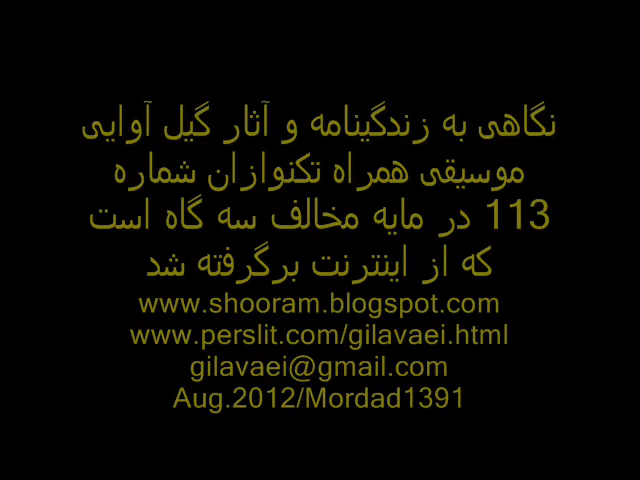 نگاهی به زندگینامه و آثار گیل آوایی
موسیقی همراه تکنوازان شماره
113 در مایه مخالف سه گاه است
که از اینترنت برگرفته شد
www.shooram.blogspot.com
www.perslit.com/gilavaei.html
gilavaei@gmail.com
Aug.2012/Mordad1391